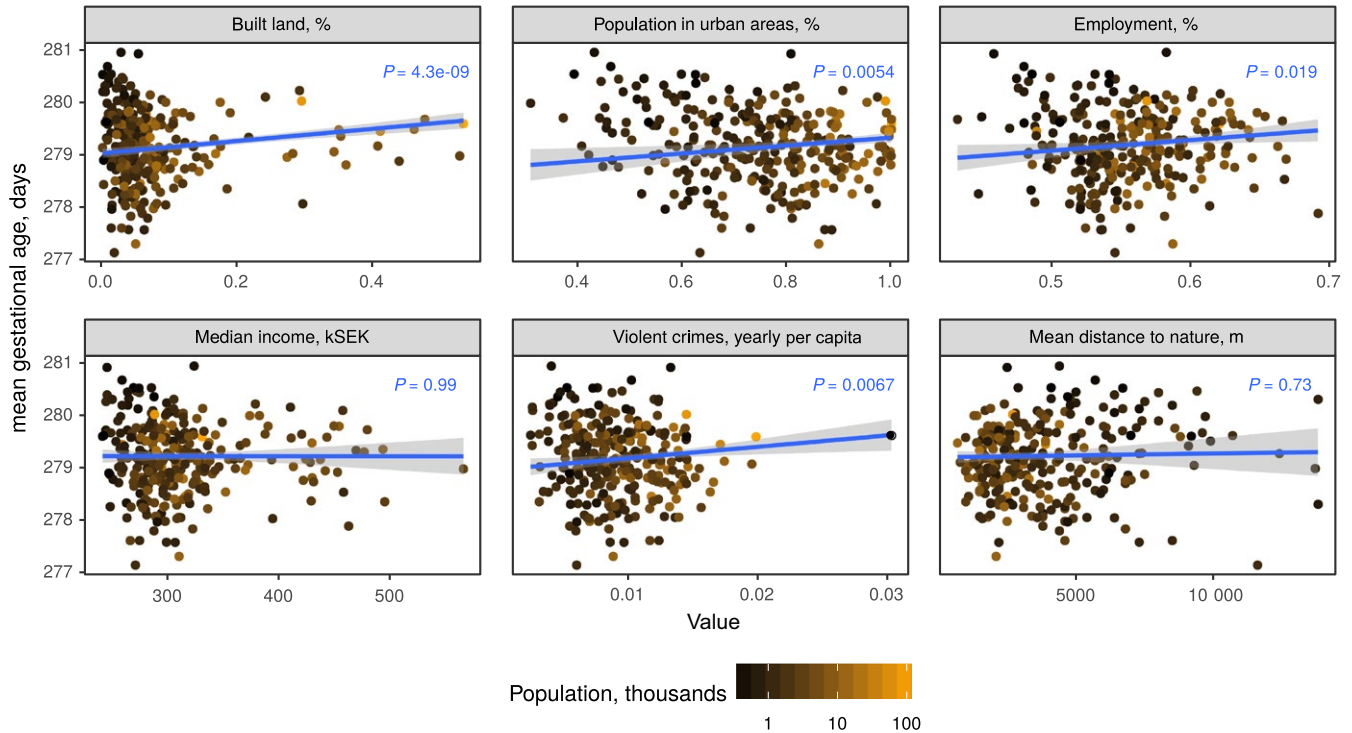 Built land, %
Population in urban areas, %
Employment, %
mean gestational age, days
281
280
279
278
277
P = 4.3e-09
P = 0.0054
P = 0.019
0.0 0.2 0.4
0.4 0.6 0.8 1.0
0.5 0.6 0.7
Median income, kSEK
Violent crimes, yearly per capita
Mean distance to nature, m
281
280
279
278
277
P = 0.99
P = 0.0067
P = 0.73
300 400 500
0.01 0.02 0.03
5000 10 000
Value
Population, thousands
1 10 100